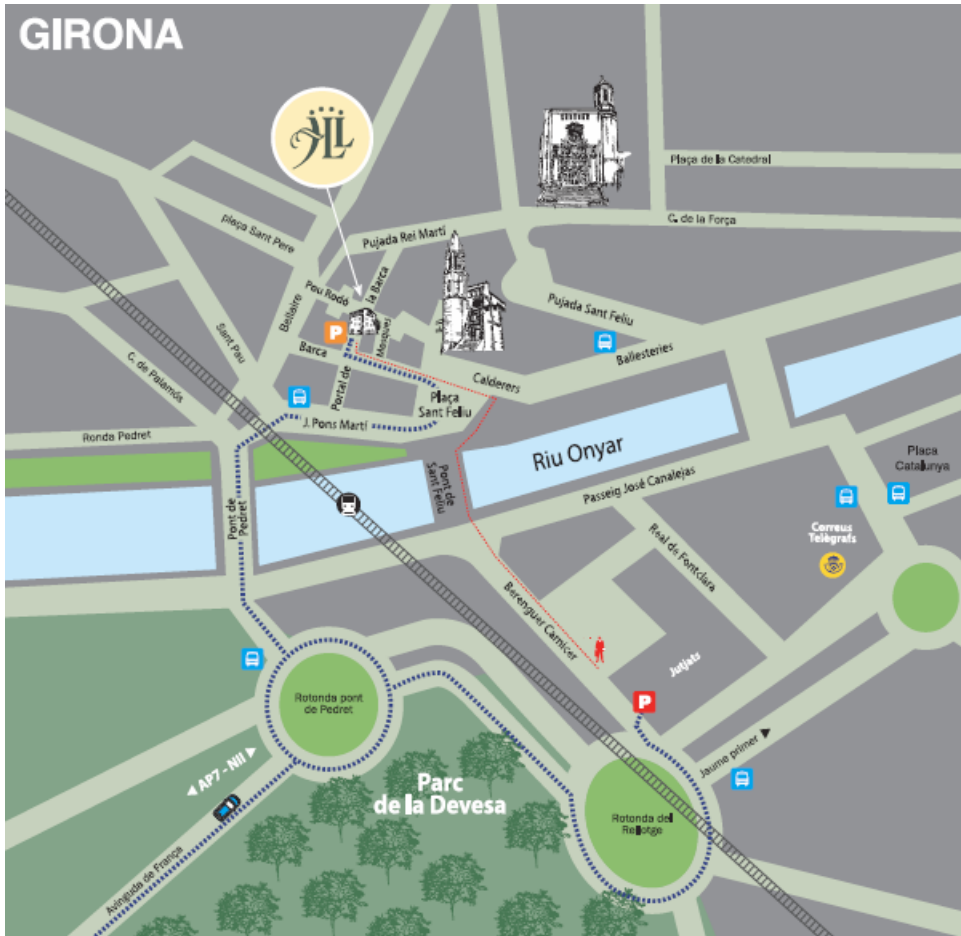 GIRONA
Plaça de la Catedral
C. de la Força
plaça Sant Pere
Pujada Rei Martí
la Barca
Peu Rodó
Bellaire
Pujada Sant Feliu
P
Mosques
Sant Pau
Barca
Ballesteries
C. de Palamós
Portal de
Calderers
Plaça
Sant Feliu
J. Pons Martí
Ronda Pedret
Riu Onyar
Plaça
Catalunya
Pont de
Sant Feliu
Passeig José Canalejas
Pont de
Pedret
Correus
Telègrafs
Real de Fontclara
Berenguer Carnicer
Jutjats
Rotonda pont
de Pedret
P
Jaume primer
AP7 - NII
Parc
de la Devesa
Rotonda del
Rellotge
Avinguda de França